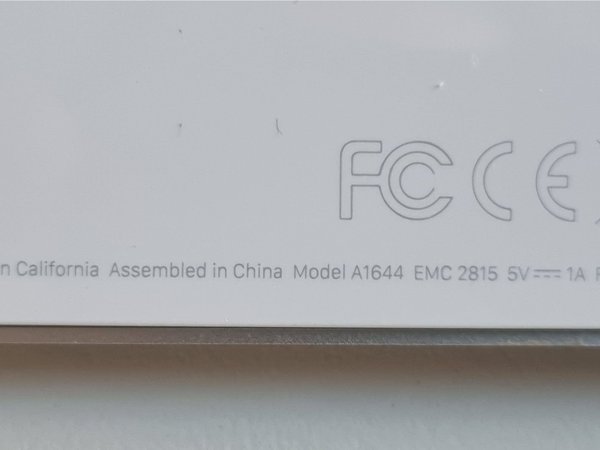 FC CE
n California Assembled in China Model A1644 EMC 2815 5V⎓1A